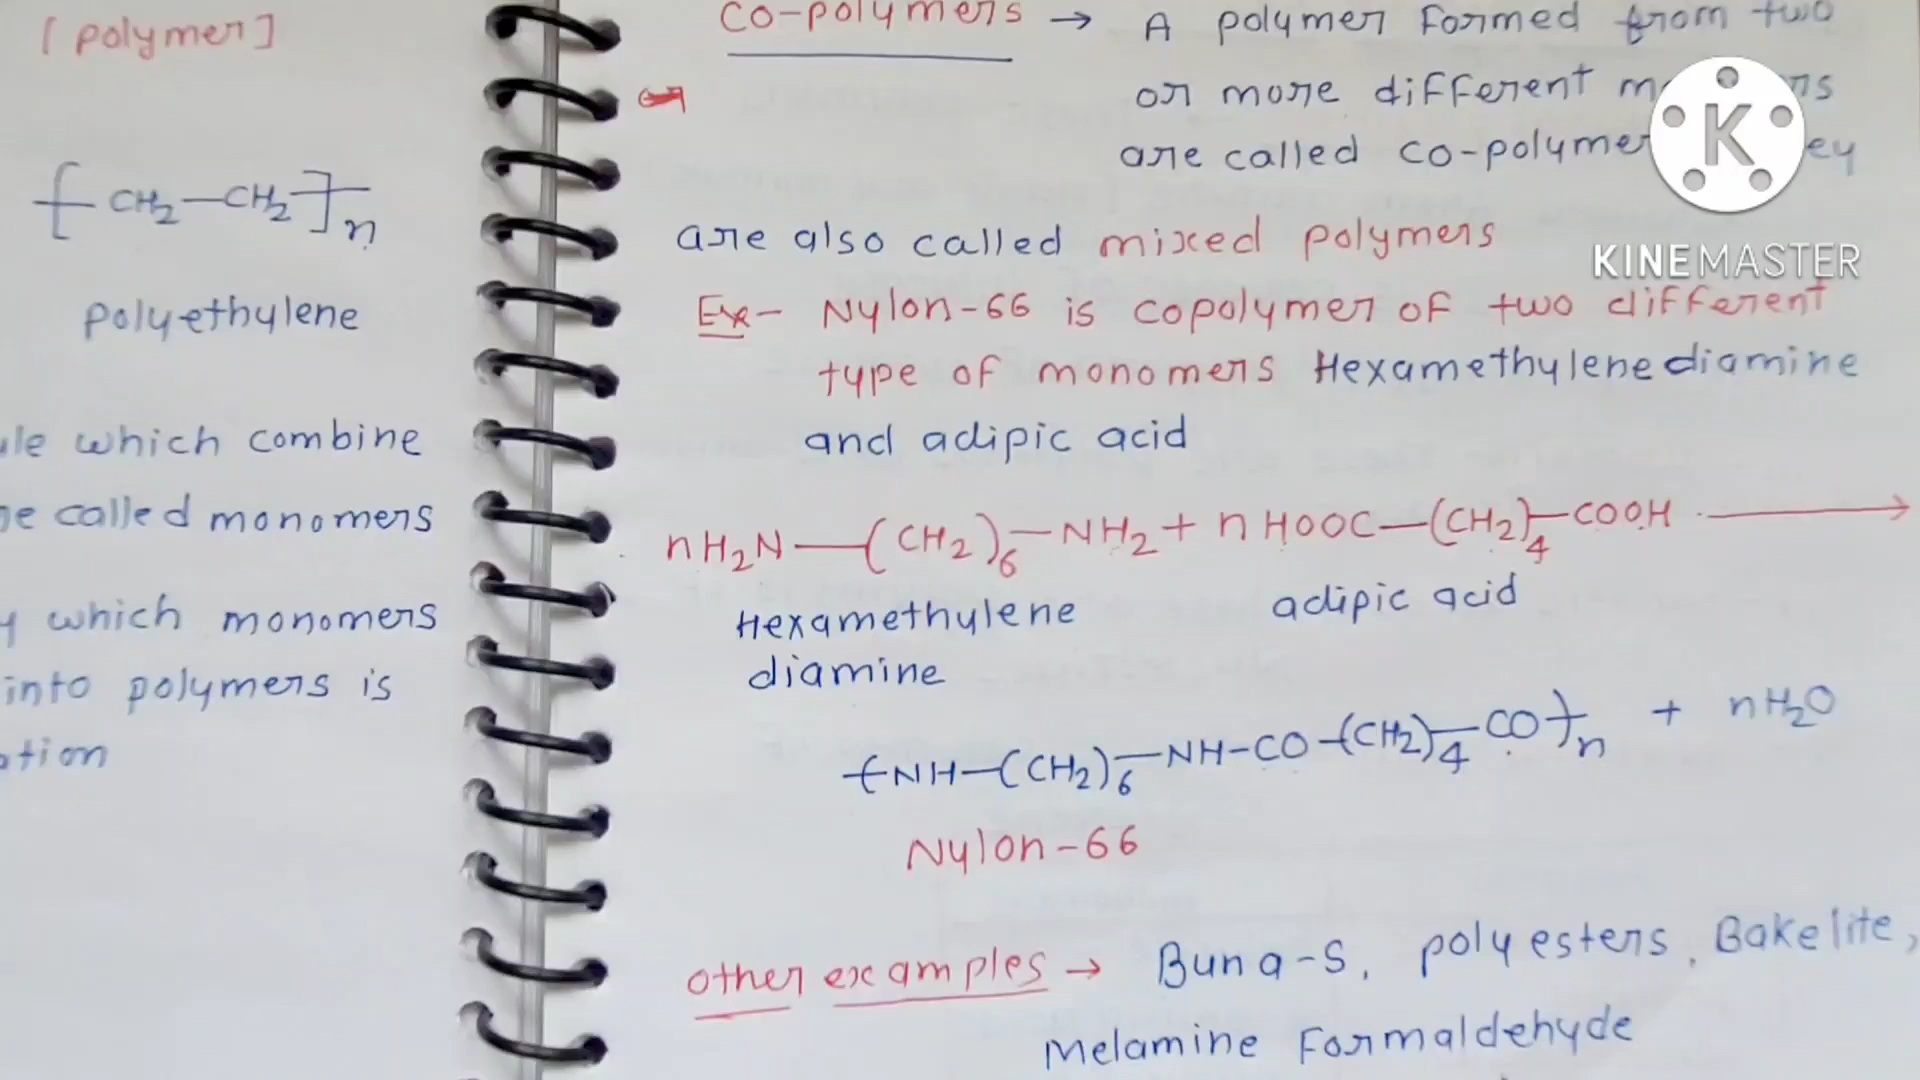 [polymer]
[CH2—CH2]n
polyethylene
which combine
called monomers
which monomers
into polymers is
Co-polymers → A polymer formed from two
or more different
are called co-polymer
are also called mixed polymers
Ex- Nylon-66 is copolymer of two different
type of monomers Hexamethylenediamine
and adipic acid
nH2N—(CH2)6—NH2 + nHOOC—(CH2)4—COOH →
Hexamethylene adipic acid
diamine
(NH—(CH2)6—NH-CO—(CH2)4—CO)n + nH2O
Nylon-66
other examples → Buna-S, polyesters, Bakelite,
Melamine Formaldehyde
K
KINEMASTER